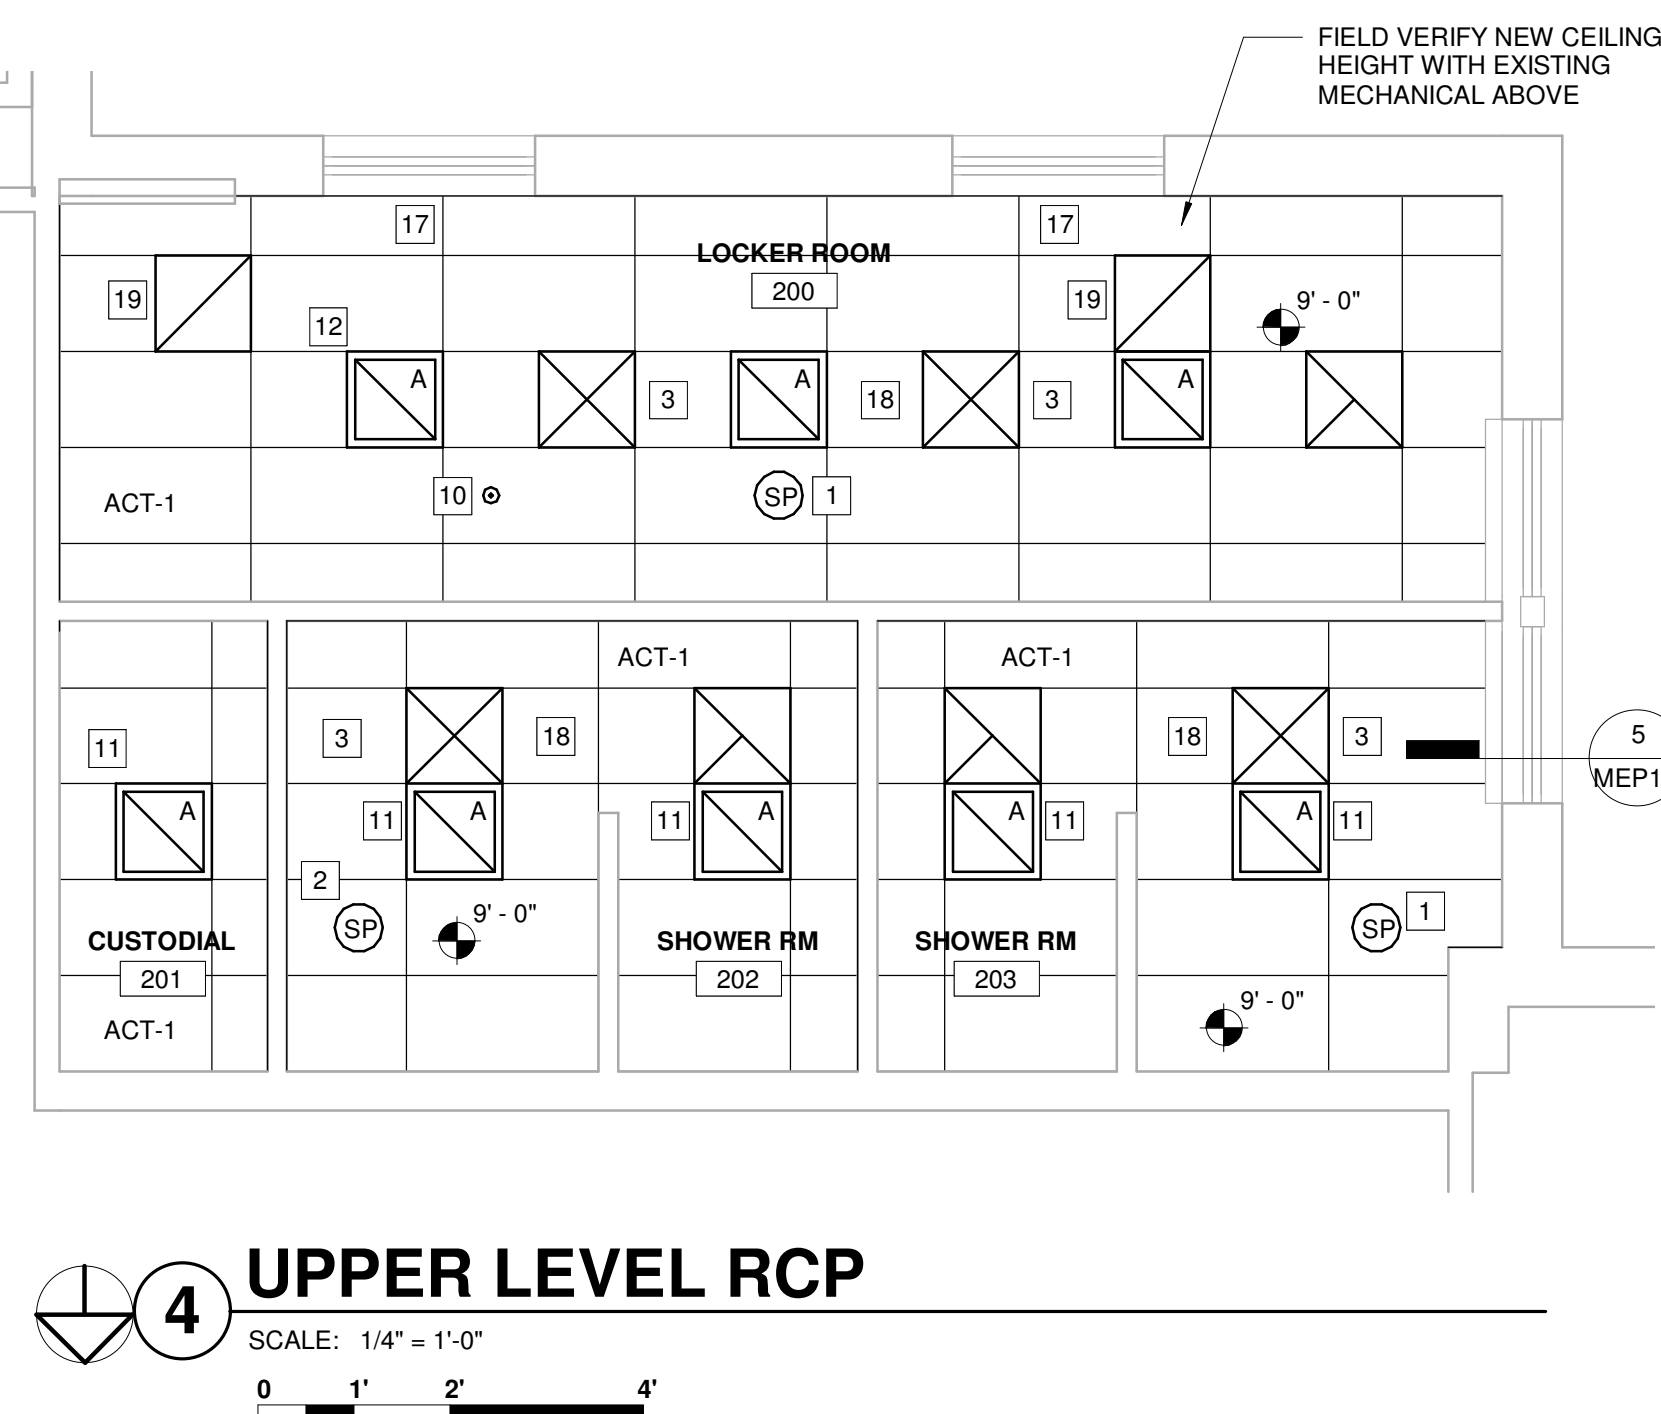 FIELD VERIFY NEW CEILING
HEIGHT WITH EXISTING
MECHANICAL ABOVE
17
17
LOCKER ROOM
200
19
19
9' - 0"
12
A
3
A
18
3
A
ACT-1
10
SP
1
ACT-1
ACT-1
11
3
18
18
3
5
MEP1
A
11
A
11
A
A
11
A
11
2
SP
9' - 0"
SP
1
CUSTODIAL
201
SHOWER RM
202
SHOWER RM
203
ACT-1
9' - 0"
4
UPPER LEVEL RCP
SCALE: 1/4" = 1'-0"
0 1' 2' 4'